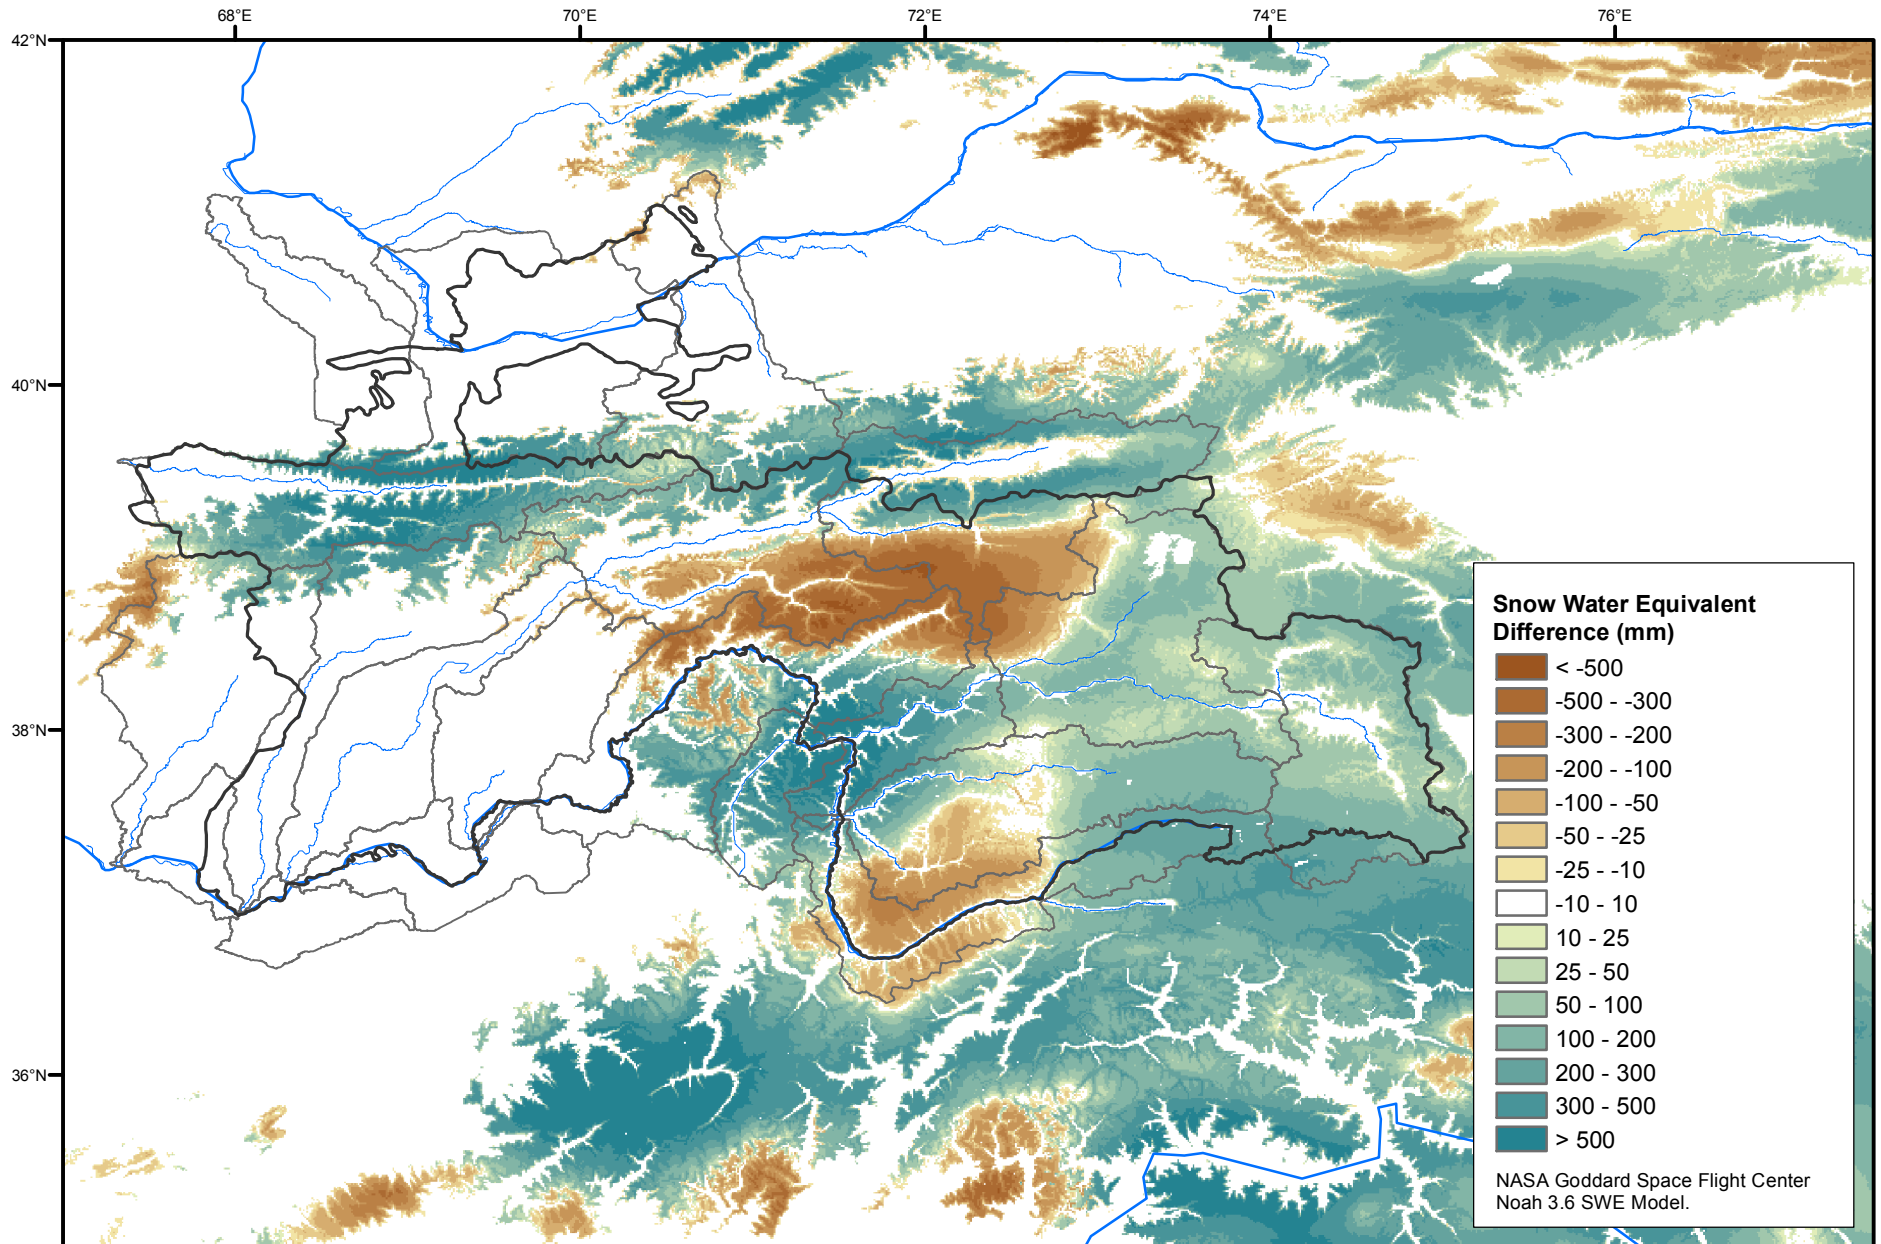 68°E 70°E 72°E 74°E 76°E
42°N
40°N
38°N
36°N
Snow Water Equivalent
Difference (mm)
< -500
-500 - -300
-300 - -200
-200 - -100
-100 - -50
-50 - -25
-25 - -10
-10 - 10
10 - 25
25 - 50
50 - 100
100 - 200
200 - 300
300 - 500
> 500
NASA Goddard Space Flight Center
Noah 3.6 SWE Model.